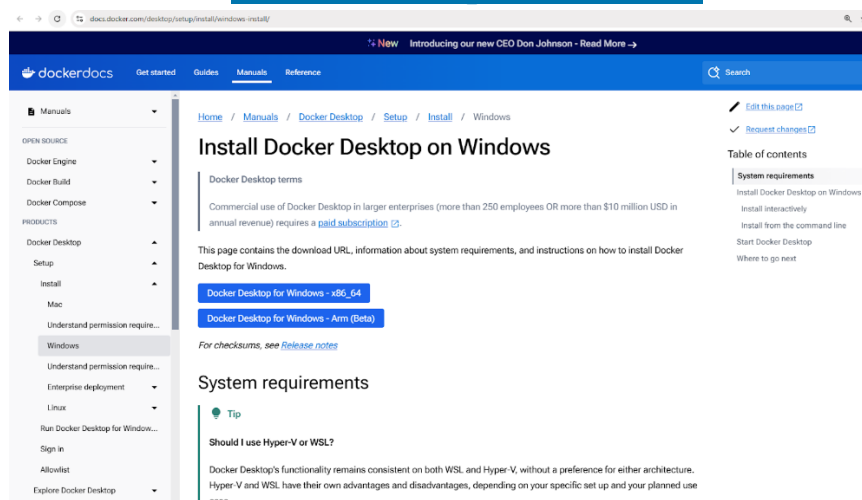 docs.docker.com/desktop/setup/install/windows-install/
New Introducing our new CEO Don Johnson - Read More →
dockerdocs Get started Guides Manuals Reference Search
Manuals
OPEN SOURCE
Docker Engine
Docker Build
Docker Compose
PRODUCTS
Docker Desktop
Setup
Install
Mac
Understand permission require...
Windows
Understand permission require...
Enterprise deployment
Linux
Run Docker Desktop for Window...
Sign in
Allowlist
Explore Docker Desktop
Home / Manuals / Docker Desktop / Setup / Install / Windows
Install Docker Desktop on Windows
Docker Desktop terms
Commercial use of Docker Desktop in larger enterprises (more than 250 employees OR more than $10 million USD in
annual revenue) requires a paid subscription.
This page contains the download URL, information about system requirements, and instructions on how to install Docker
Desktop for Windows.
Docker Desktop for Windows - x86_64
Docker Desktop for Windows - Arm (Beta)
For checksums, see Release notes
System requirements
Tip
Should I use Hyper-V or WSL?
Docker Desktop's functionality remains consistent on both WSL and Hyper-V, without a preference for either architecture.
Hyper-V and WSL have their own advantages and disadvantages, depending on your specific set up and your planned use
Edit this page
Request changes
Table of contents
System requirements
Install Docker Desktop on Windows
Install interactively
Install from the command line
Start Docker Desktop
Where to go next